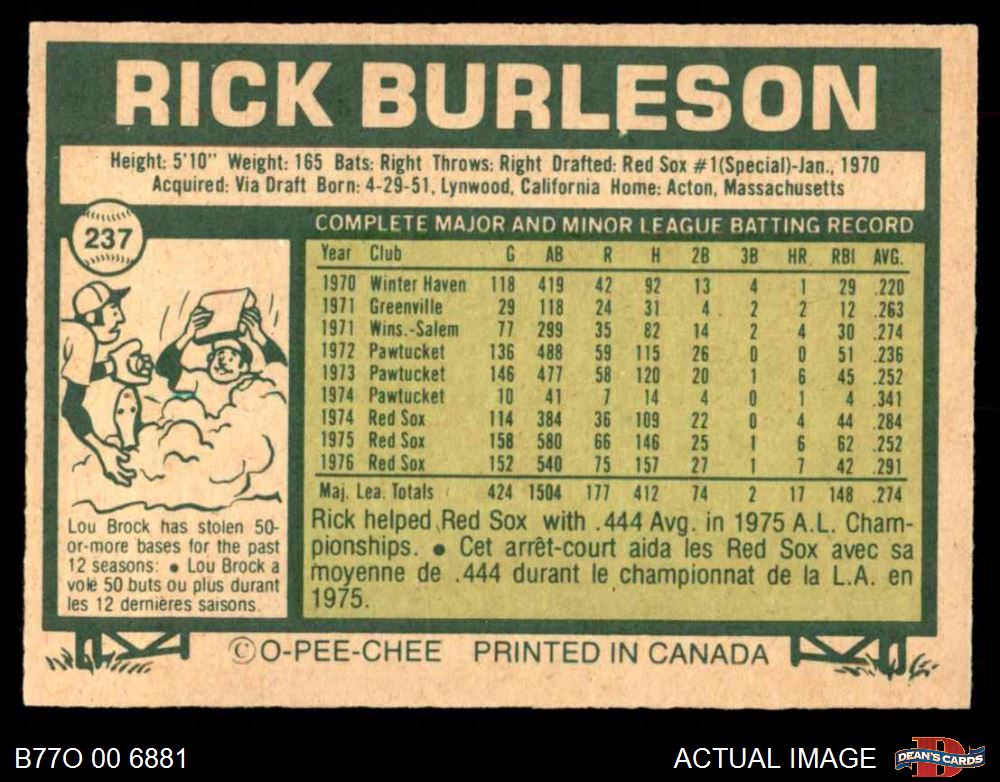 RICK BURLESON
Height: 5'10" Weight: 165 Bats: Right Throws: Right Drafted: Red Sox #1(Special)-Jan., 1970
Acquired: Via Draft Born: 4-29-51, Lynwood, California Home: Acton, Massachusetts
237
COMPLETE MAJOR AND MINOR LEAGUE BATTING RECORD
Year Club G AB R H 2B 3B HR RBI AVG.
1970 Winter Haven 118 419 42 92 13 4 1 29 .220
1971 Greenville 29 118 24 31 4 2 2 12 .263
1971 Wins.-Salem 77 299 35 82 14 2 4 30 .274
1972 Pawtucket 136 488 59 115 26 0 0 51 .236
1973 Pawtucket 146 477 58 120 20 1 6 45 .252
1974 Pawtucket 10 41 7 14 4 0 1 4 .341
1974 Red Sox 114 384 36 109 22 0 4 44 .284
1975 Red Sox 158 580 66 146 25 1 6 62 .252
1976 Red Sox 152 540 75 157 27 1 7 42 .291
Maj. Lea. Totals 424 1504 177 412 74 2 17 148 .274
Rick helped Red Sox with .444 Avg. in 1975 A.L. Cham-
pionships. ● Cet arrêt-court aida les Red Sox avec sa
moyenne de .444 durant le championnat de la L.A. en
1975.
Lou Brock has stolen 50-
or-more bases for the past
12 seasons: ● Lou Brock a
volé 50 buts ou plus durant
les 12 dernières saisons.
©O-PEE-CHEE PRINTED IN CANADA
B77O 00 6881
ACTUAL IMAGE
D
DEAN'S CARDS